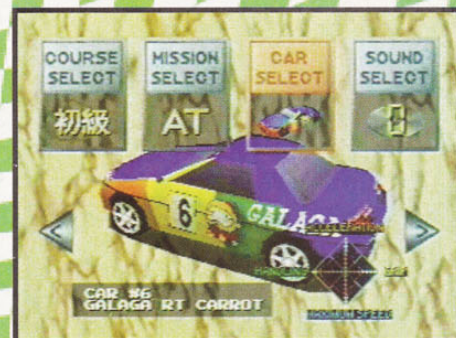 COURSE SELECT
MISSION SELECT
CAR SELECT
SOUND SELECT
初級
AT
6
GALAGA
ACCELERATION
HANDLING
GRIP
MAXIMUM SPEED
CAR #6
GALAGA RT CARROT